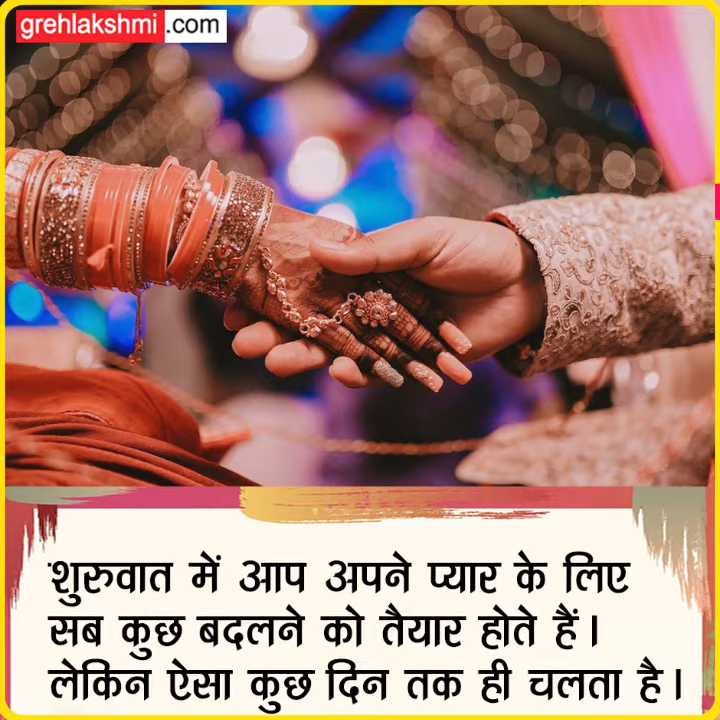 grehlakshmi.com
शुरुवात में आप अपने प्यार के लिए
सब कुछ बदलने को तैयार होते हैं।
लेकिन ऐसा कुछ दिन तक ही चलता है।